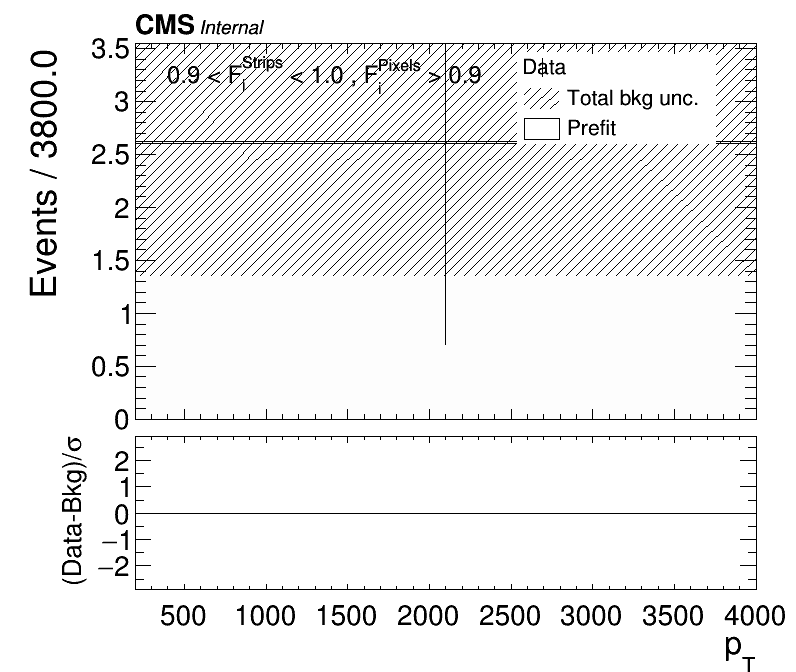 CMS Internal
Events / 3800.0
3.5
3
2.5
2
1.5
1
0.5
0
0.9 < F_i^Strips < 1.0 , F_i^Pixels > 0.9
Data
Total bkg unc.
Prefit
(Data-Bkg)/σ
2
1
0
−1
−2
500 1000 1500 2000 2500 3000 3500 4000
p_T